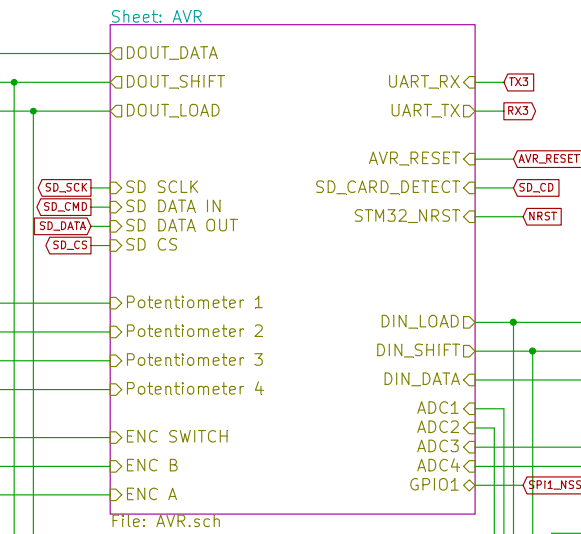 Sheet: AVR
DOUT_DATA
DOUT_SHIFT
DOUT_LOAD
UART_RX TX3
UART_TX RX3
AVR_RESET AVR_RESET
SD_CARD_DETECT SD_CD
STM32_NRST NRST
SD_SCK SD SCLK
SD_CMD SD DATA IN
SD_DATA SD DATA OUT
SD_CS SD CS
Potentiometer 1
Potentiometer 2
Potentiometer 3
Potentiometer 4
ENC SWITCH
ENC B
ENC A
DIN_LOAD
DIN_SHIFT
DIN_DATA
ADC1
ADC2
ADC3
ADC4
GPIO1 SPI1_NSS
File: AVR.sch